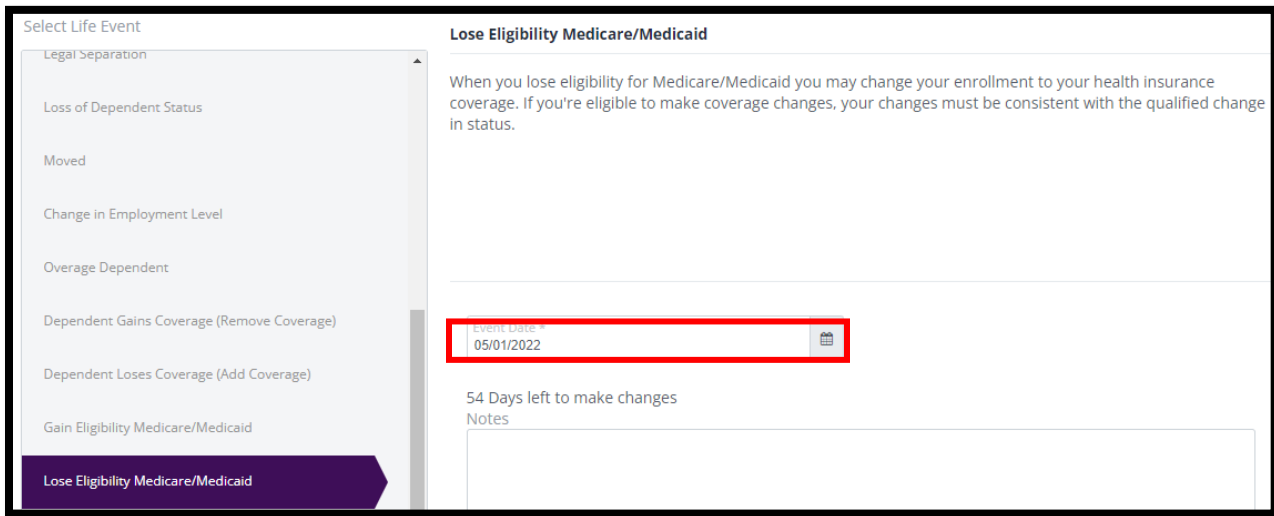 Select Life Event
Legal Separation
Loss of Dependent Status
Moved
Change in Employment Level
Overage Dependent
Dependent Gains Coverage (Remove Coverage)
Dependent Loses Coverage (Add Coverage)
Gain Eligibility Medicare/Medicaid
Lose Eligibility Medicare/Medicaid
Lose Eligibility Medicare/Medicaid
When you lose eligibility for Medicare/Medicaid you may change your enrollment to your health insurance
coverage. If you're eligible to make coverage changes, your changes must be consistent with the qualified change
in status.
Event Date *
05/01/2022
54 Days left to make changes
Notes